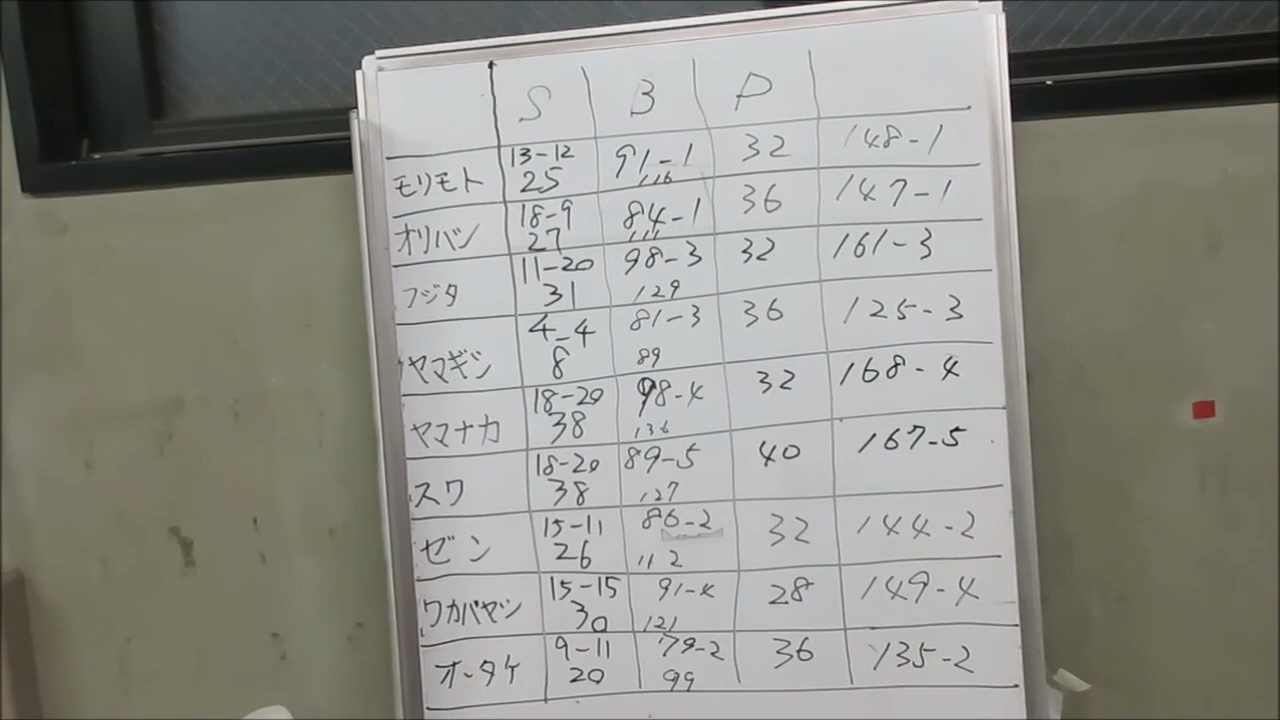 S B P
モリモト 13-12 91-1 32 148-1
25 116
オリバン 18-9 84-1 36 147-1
27 111
フジタ 11-20 98-3 32 161-3
31 129
ヤマギシ 4-4 81-3 36 125-3
8 89
ヤマナカ 18-20 98-4 32 168-4
38 136
スワ 18-20 89-5 40 167-5
38 127
ゼン 15-11 86-2 32 144-2
26 112
ワカバヤシ 15-15 91-4 28 149-4
30 121
オータケ 9-11 79-2 36 135-2
20 99